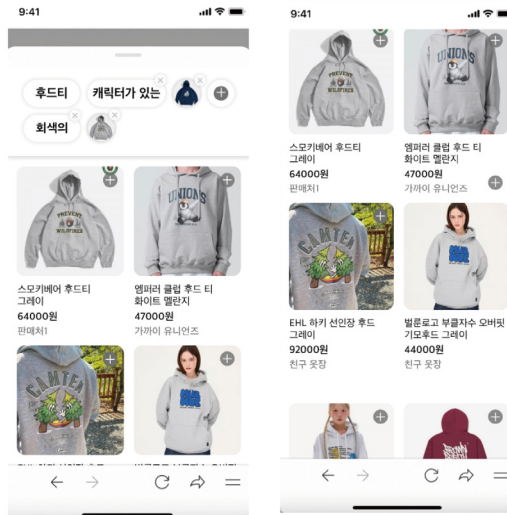 9:41
후드티
캐릭터가 있는
회색의
PREVENT
WILDFIRES
UNIONS
스모키베어 후드티
그레이
64000원
판매처1
엠퍼러 클럽 후드 티
화이트 멜란지
47000원
가까이 유니언즈
CAMTEN
9:41
PREVENT
WILDFIRES
UNIONS
스모키베어 후드티
그레이
64000원
판매처1
엠퍼러 클럽 후드 티
화이트 멜란지
47000원
가까이 유니언즈
CAMTEN
EHL 하키 선인장 후드
그레이
92000원
친구 옷장
벌룬로고 부클자수 오버핏
기모후드 그레이
44000원
친구 옷장